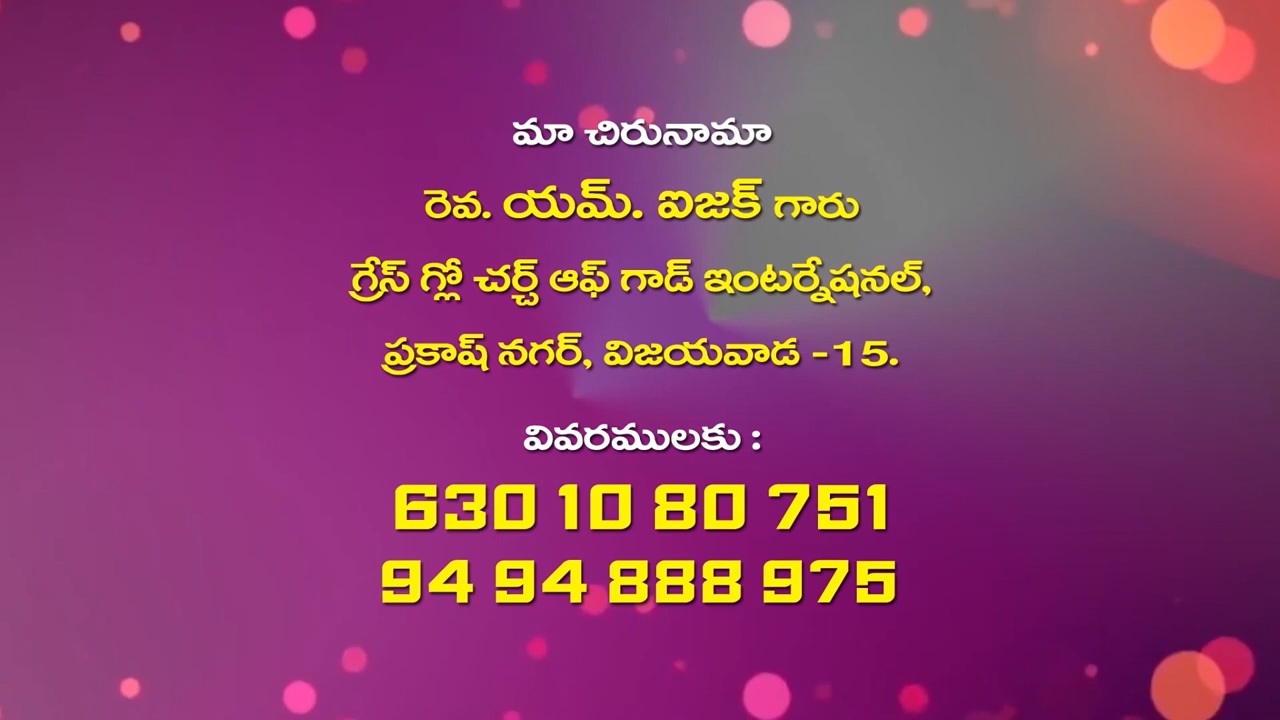 మా చిరునామా
రెవ. యమ్. ఐజక్ గారు
గ్రేస్ గ్లో చర్చ్ ఆఫ్ గాడ్ ఇంటర్నేషనల్,
ప్రకాష్ నగర్, విజయవాడ -15.
వివరములకు :
630 10 80 751
94 94 888 975